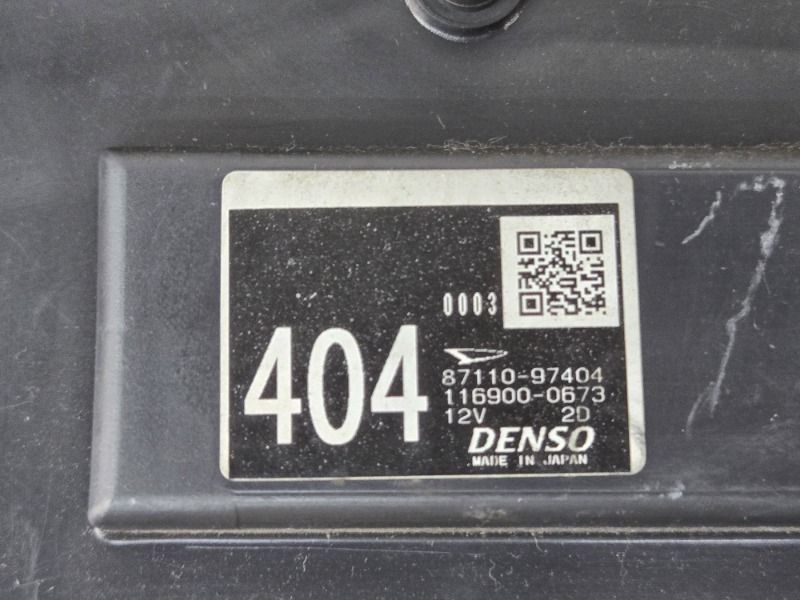 0003
404
87110-97404
116900-0673
12V 2D
DENSO
MADE IN JAPAN